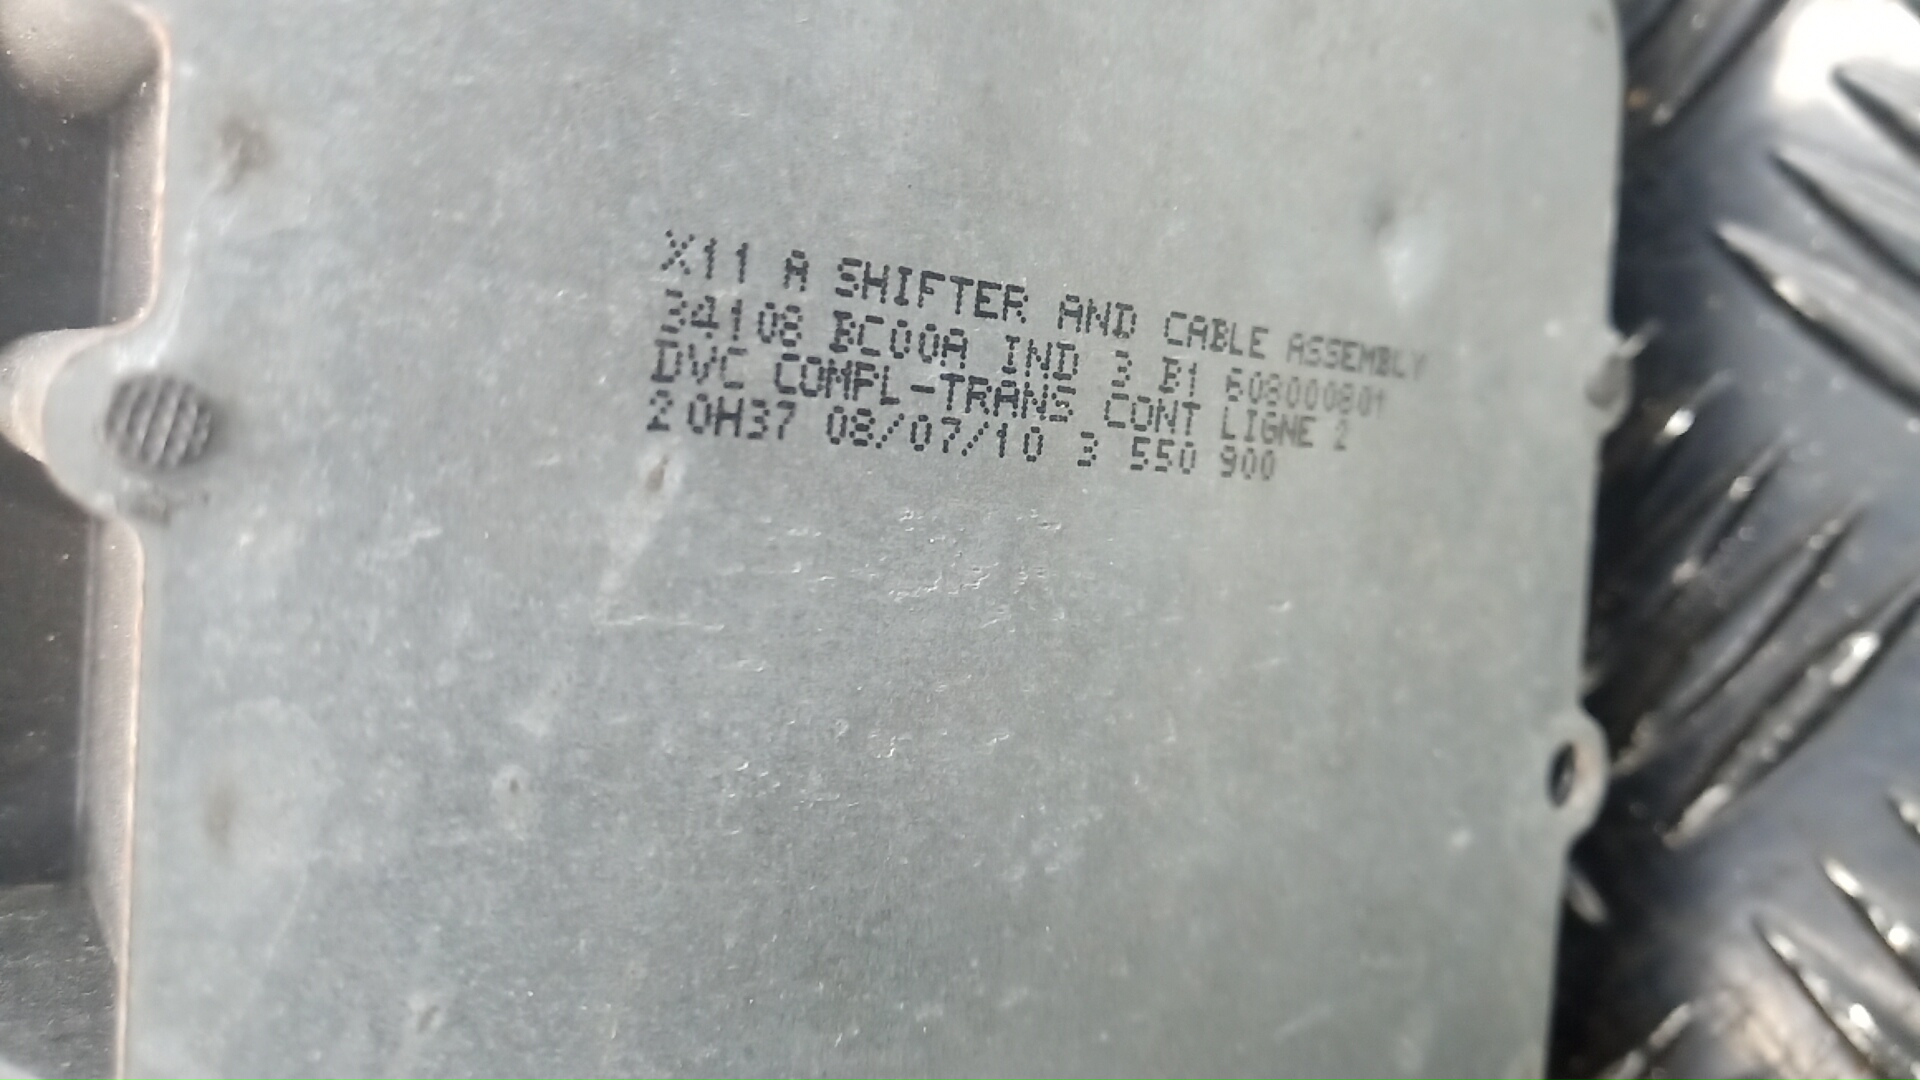 X11 A SHIFTER AND CABLE ASSEMBLY
34108 BC00A IND 3 B1 608000801
DVC COMPL-TRANS CONT LIGNE 2
20H37 08/07/10 3 550 900